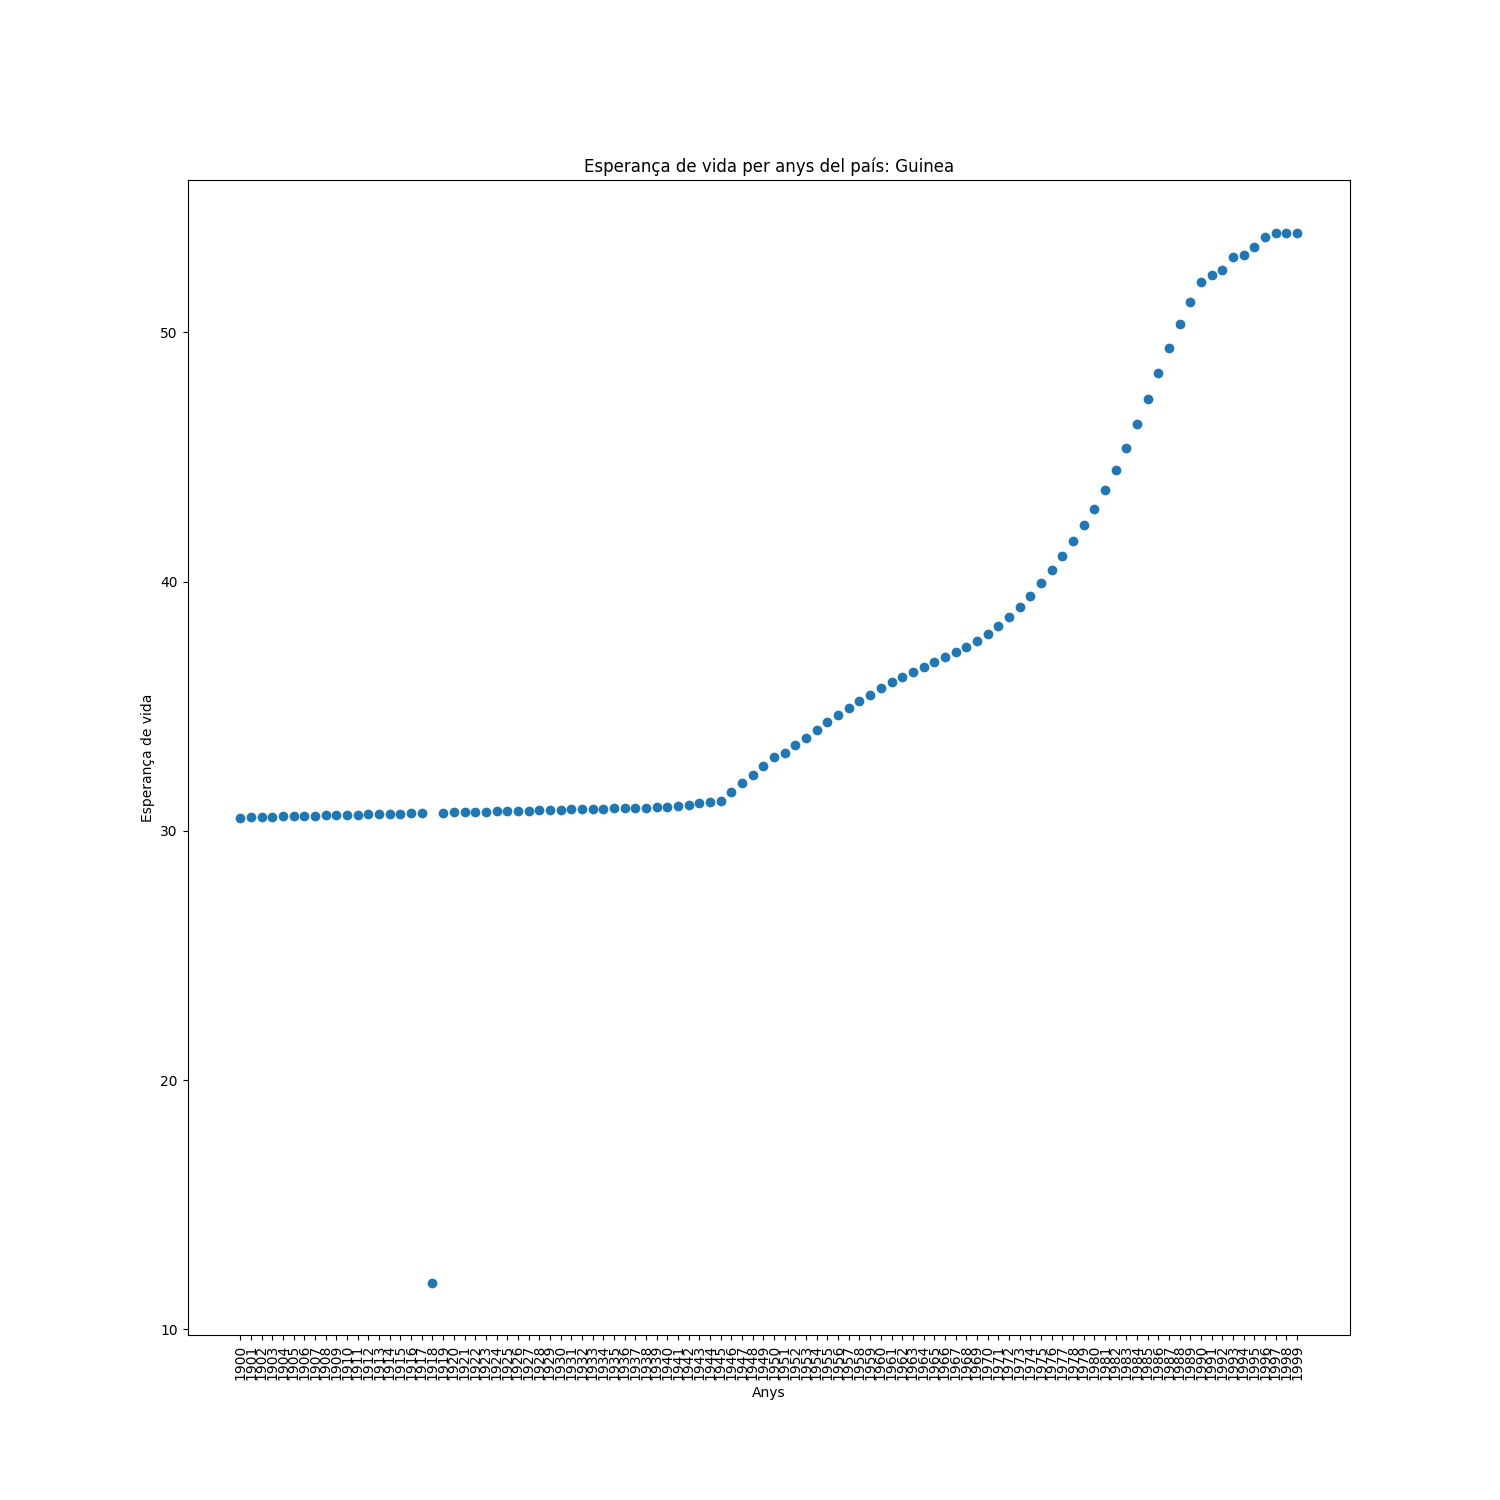 Esperança de vida per anys del país: Guinea
50
40
30
20
10
Esperança de vida
1900 1901 1902 1903 1904 1905 1906 1907 1908 1909 1910 1911 1912 1913 1914 1915 1916 1917 1918 1919 1920 1921 1922 1923 1924 1925 1926 1927 1928 1929 1930 1931 1932 1933 1934 1935 1936 1937 1938 1939 1940 1941 1942 1943 1944 1945 1946 1947 1948 1949 1950 1951 1952 1953 1954 1955 1956 1957 1958 1959 1960 1961 1962 1963 1964 1965 1966 1967 1968 1969 1970 1971 1972 1973 1974 1975 1976 1977 1978 1979 1980 1981 1982 1983 1984 1985 1986 1987 1988 1989 1990 1991 1992 1993 1994 1995 1996 1997 1998 1999
Anys